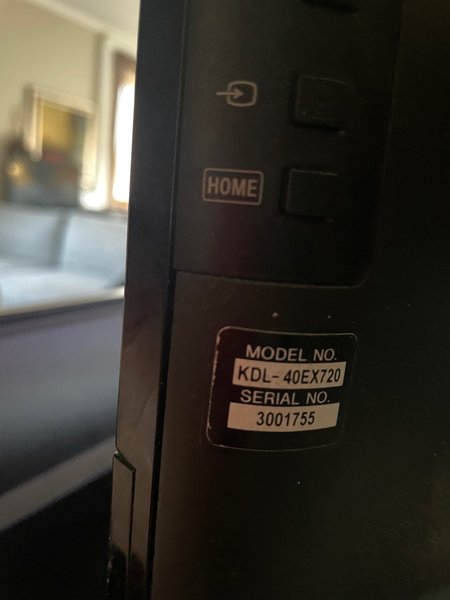 HOME
MODEL NO.
KDL-40EX720
SERIAL NO.
3001755